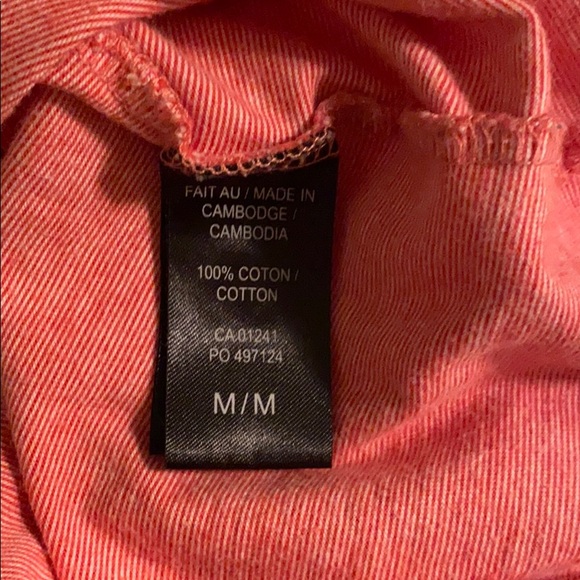 FAIT AU / MADE IN
CAMBODGE /
CAMBODIA
100% COTON /
COTTON
CA 01241
PO 497124
M / M